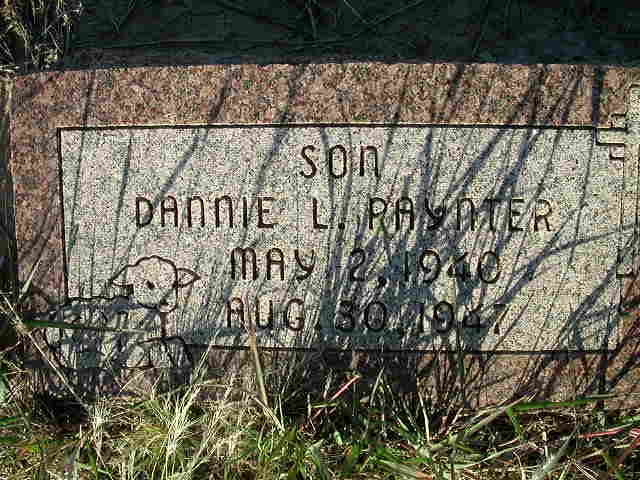 SON
DANNIE L. PAYNTER
MAY 2, 1940
AUG. 30, 1947